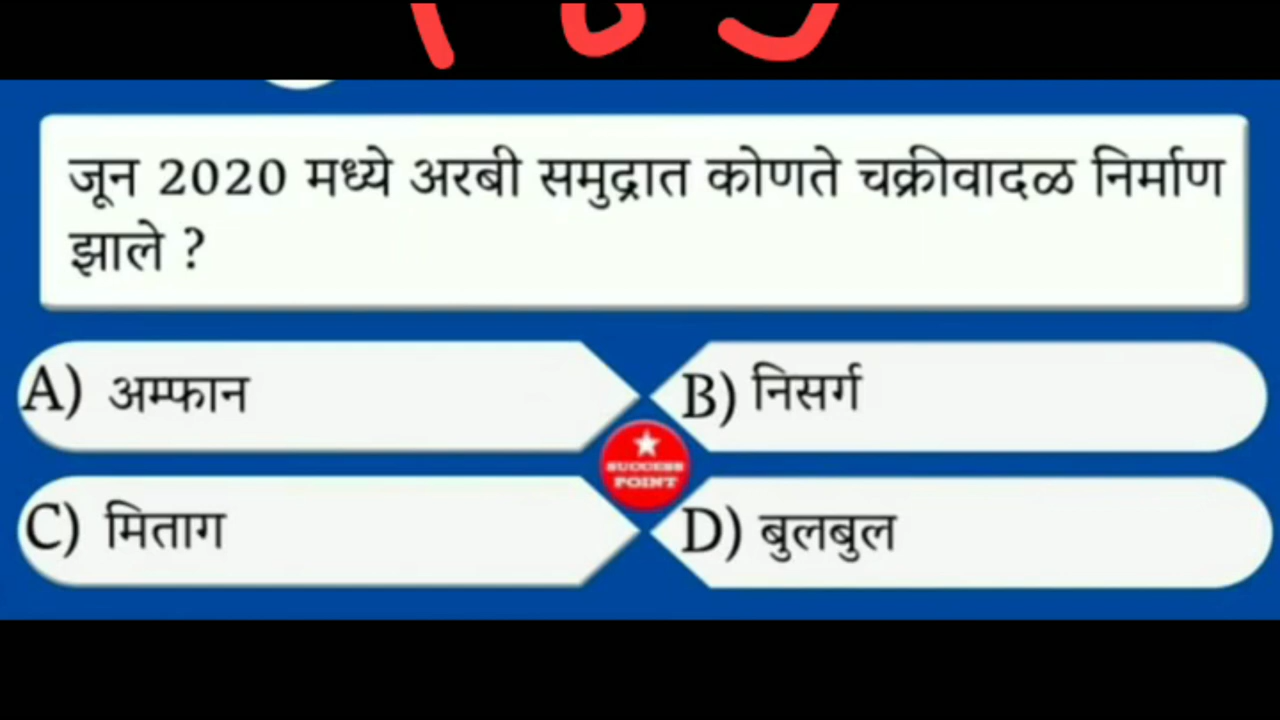 जून 2020 मध्ये अरबी समुद्रात कोणते चक्रीवादळ निर्माण
झाले ?
A) अम्फान
B) निसर्ग
SUCCESS
POINT
C) मिताग
D) बुलबुल